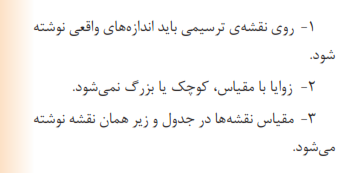 ۱- روی نقشه‌ی ترسیمی باید اندازه‌های واقعی نوشته
شود.
۲- زوایا با مقیاس، کوچک یا بزرگ نمی‌شود.
۳- مقیاس نقشه‌ها در جدول و زیر همان نقشه نوشته
می‌شود.